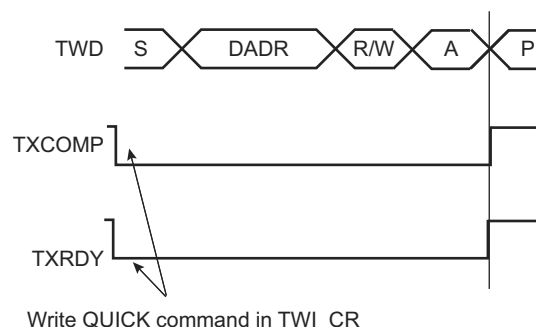 TWD S DADR R/W A P
TXCOMP
TXRDY
Write QUICK command in TWI_CR